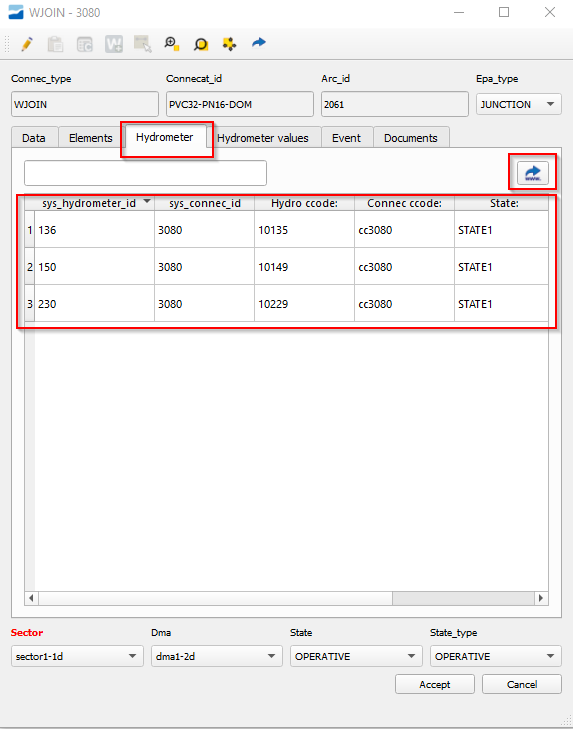 WJOIN - 3080
Connec_type Connecat_id Arc_id Epa_type
WJOIN PVC32-PN16-DOM 2061 JUNCTION
Data Elements Hydrometer Hydrometer values Event Documents
www.
sys_hydrometer_id sys_connec_id Hydro ccode: Connec ccode: State:
1 136 3080 10135 cc3080 STATE1
2 150 3080 10149 cc3080 STATE1
3 230 3080 10229 cc3080 STATE1
Sector Dma State State_type
sector1-1d dma1-2d OPERATIVE OPERATIVE
Accept Cancel